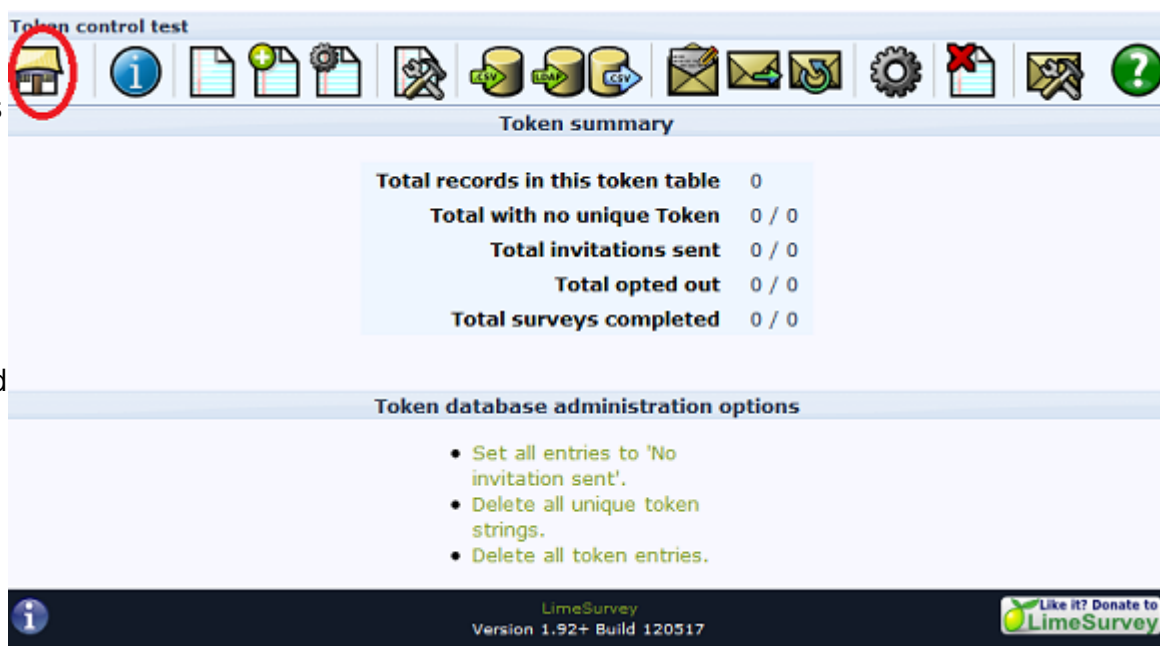 Token control test
CSV LDAP CSV
?
s
Token summary
Total records in this token table 0
Total with no unique Token 0 / 0
Total invitations sent 0 / 0
Total opted out 0 / 0
Total surveys completed 0 / 0
d
Token database administration options
Set all entries to 'No
invitation sent'.
Delete all unique token
strings.
Delete all token entries.
LimeSurvey
Version 1.92+ Build 120517
Like it? Donate to
LimeSurvey